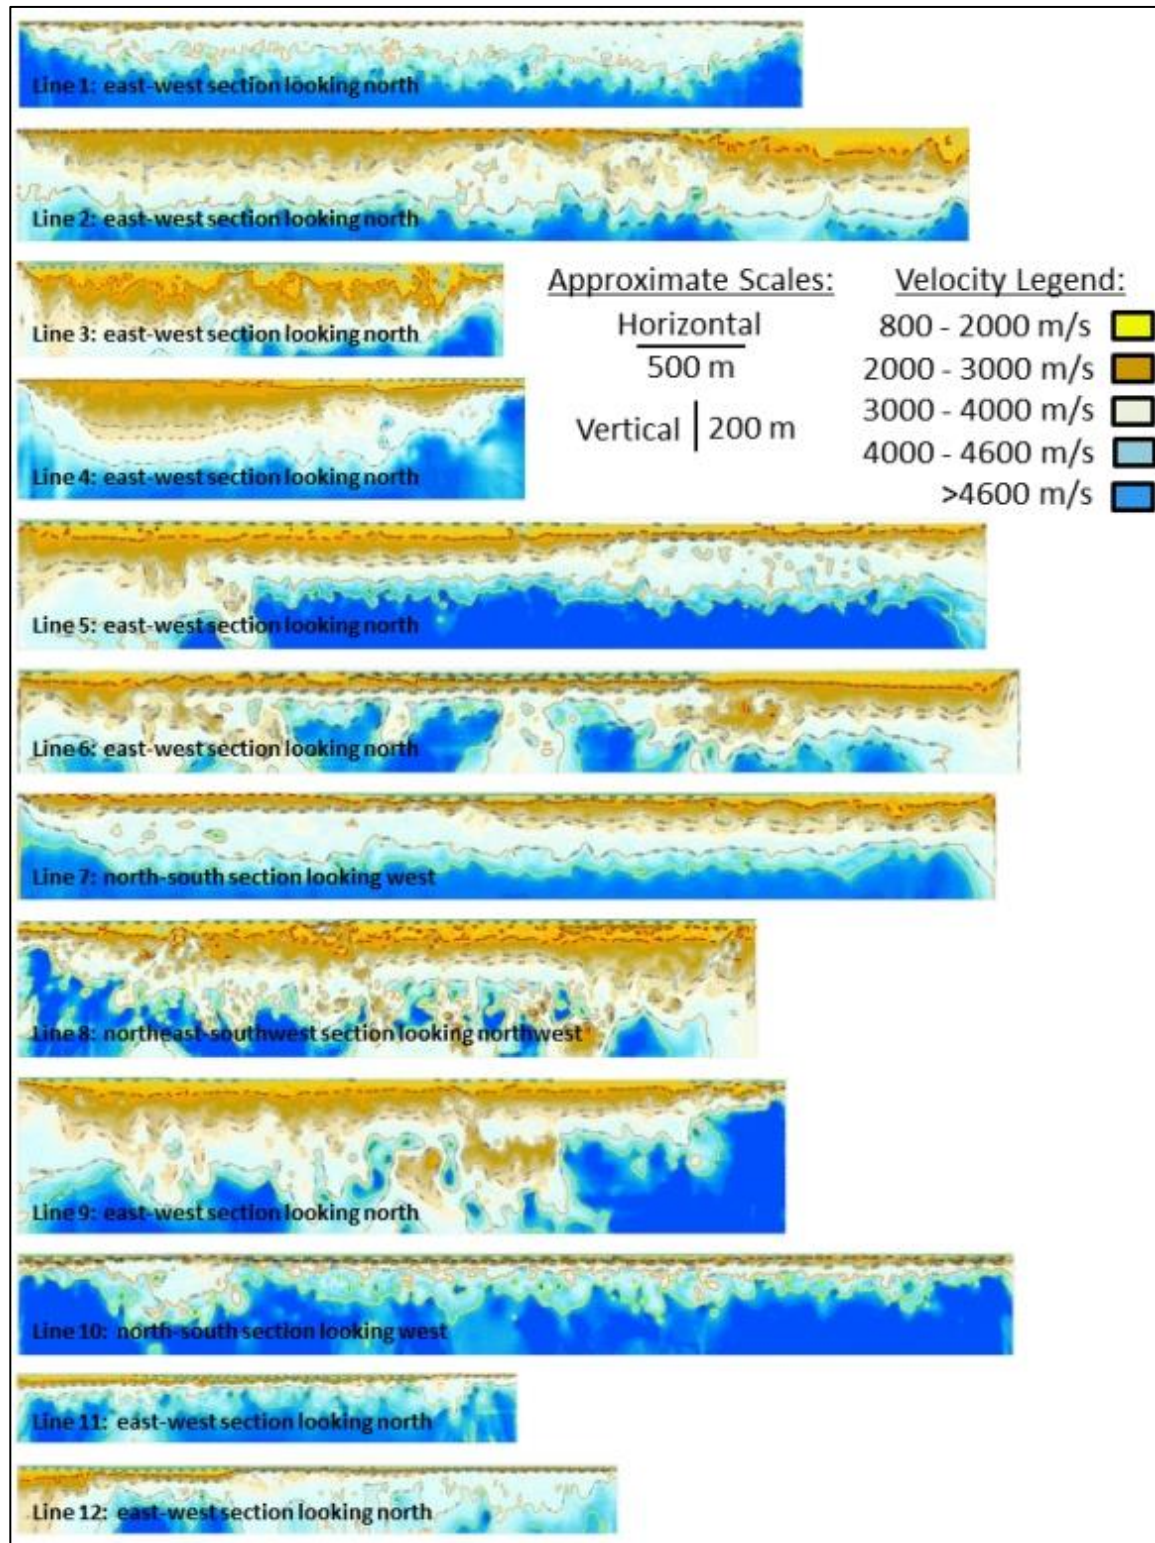 Line 1: east-west section looking north
Line 2: east-west section looking north
Line 3: east-west section looking north
Approximate Scales:
Horizontal
500 m
Vertical 200 m
Velocity Legend:
800 - 2000 m/s
2000 - 3000 m/s
3000 - 4000 m/s
4000 - 4600 m/s
>4600 m/s
Line 4: east-west section looking north
Line 5: east-west section looking north
Line 6: east-west section looking north
Line 7: north-south section looking west
Line 8: northeast-southwest section looking northwest
Line 9: east-west section looking north
Line 10: north-south section looking west
Line 11: east-west section looking north
Line 12: east-west section looking north